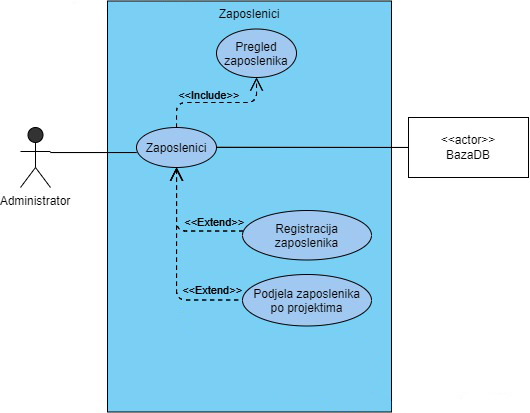 Zaposlenici
Pregled
zaposlenika
<<Include>>
Zaposlenici
<<actor>>
BazaDB
Administrator
<<Extend>>
Registracija
zaposlenika
<<Extend>>
Podjela zaposlenika
po projektima